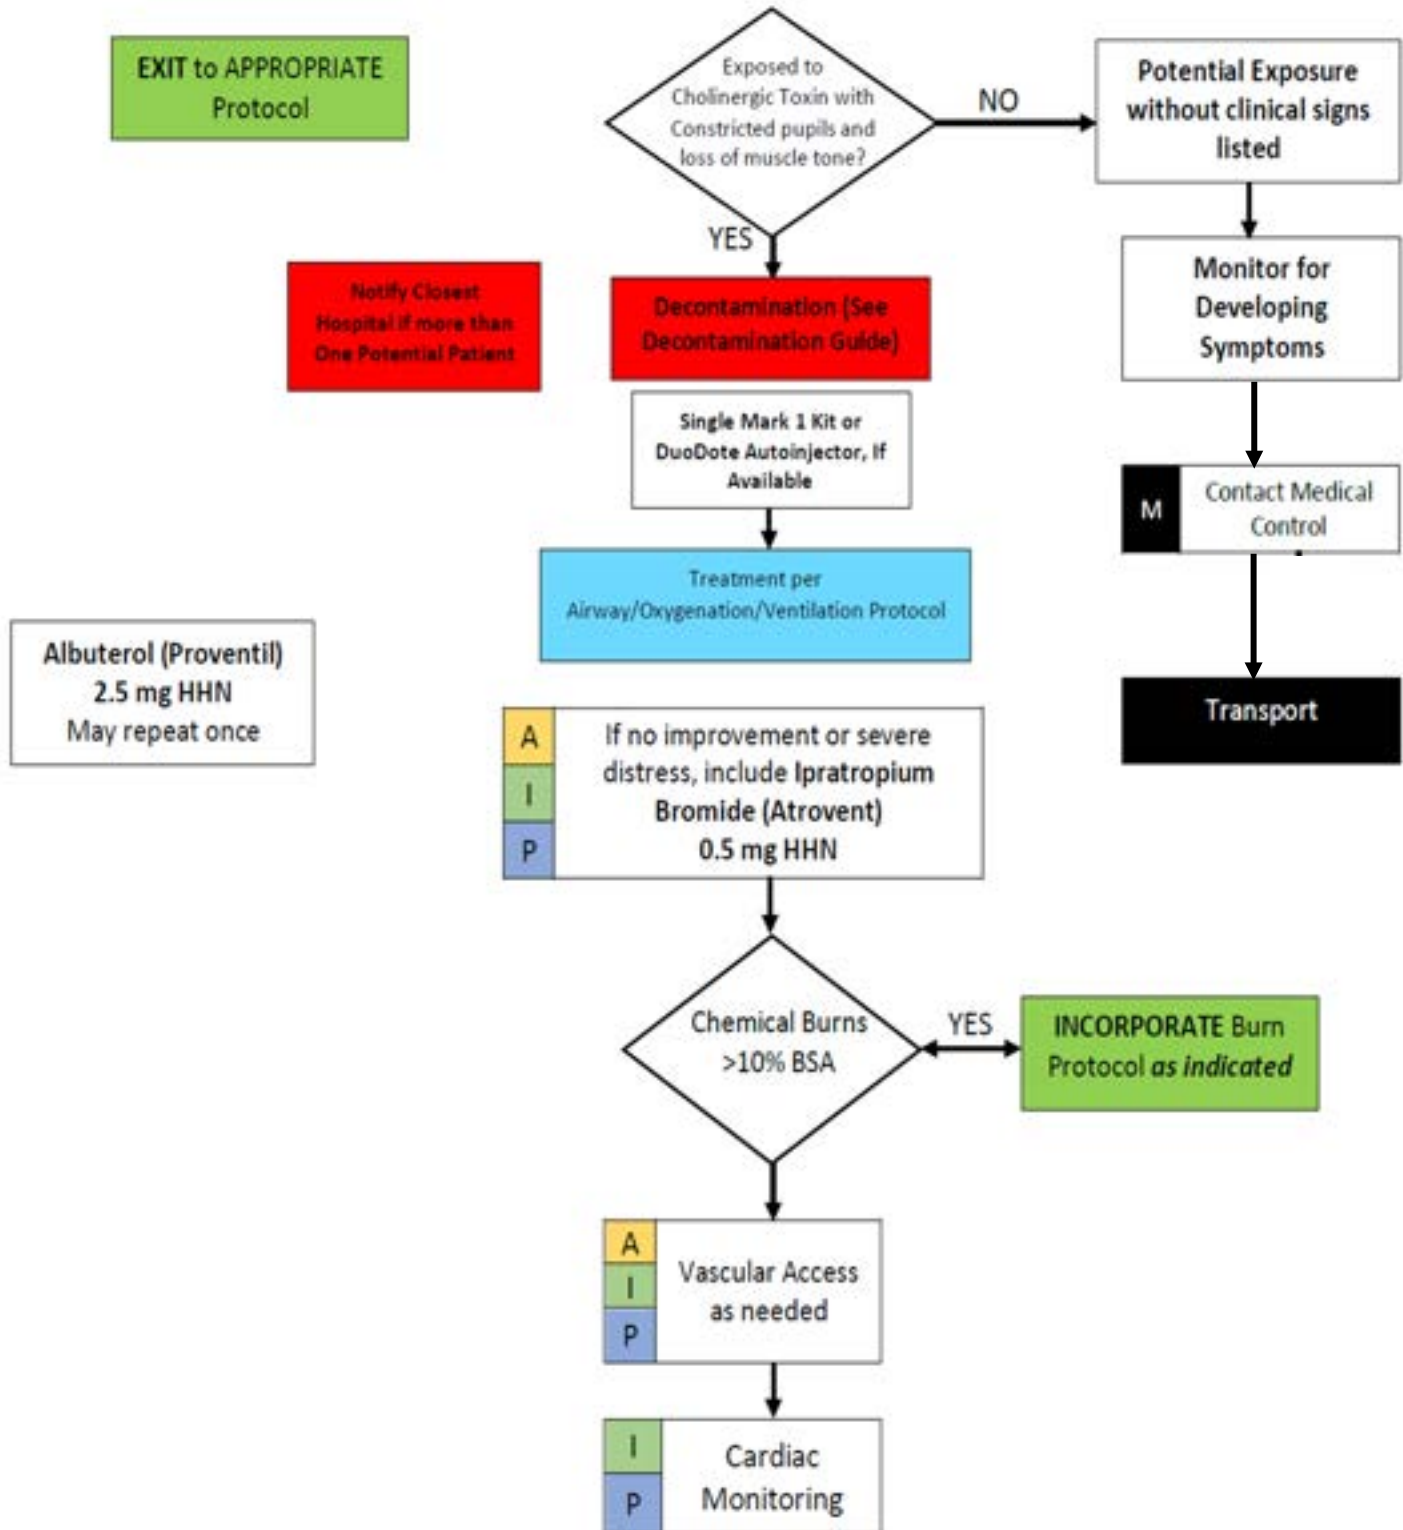 EXIT to APPROPRIATE
Protocol
Exposed to
Cholinergic Toxin with
Constricted pupils and
loss of muscle tone?
NO
Potential Exposure
without clinical signs
listed
YES
Notify Closest
Hospital if more than
One Potential Patient
Decontamination (See
Decontamination Guide)
Monitor for
Developing
Symptoms
Single Mark 1 Kit or
DuoDote Autoinjector, If
Available
M
Contact Medical
Control
Treatment per
Airway/Oxygenation/Ventilation Protocol
Albuterol (Proventil)
2.5 mg HHN
May repeat once
Transport
A
I
P
If no improvement or severe
distress, include Ipratropium
Bromide (Atrovent)
0.5 mg HHN
Chemical Burns
>10% BSA
YES
INCORPORATE Burn
Protocol as indicated
A
I
P
Vascular Access
as needed
I
P
Cardiac
Monitoring